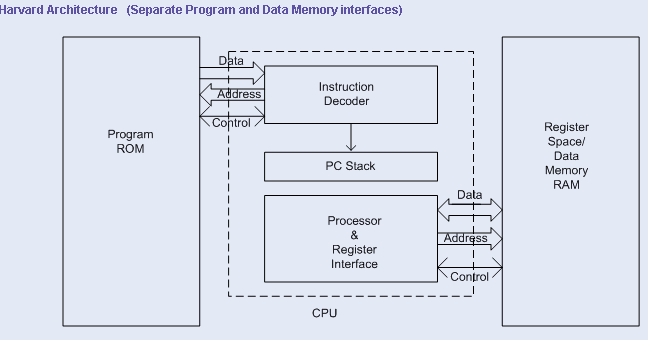 Harvard Architecture (Separate Program and Data Memory interfaces)
Data
Address
Control
Program
ROM
Instruction
Decoder
PC Stack
Processor
&
Register
Interface
Data
Address
Control
Register
Space/
Data
Memory
RAM
CPU